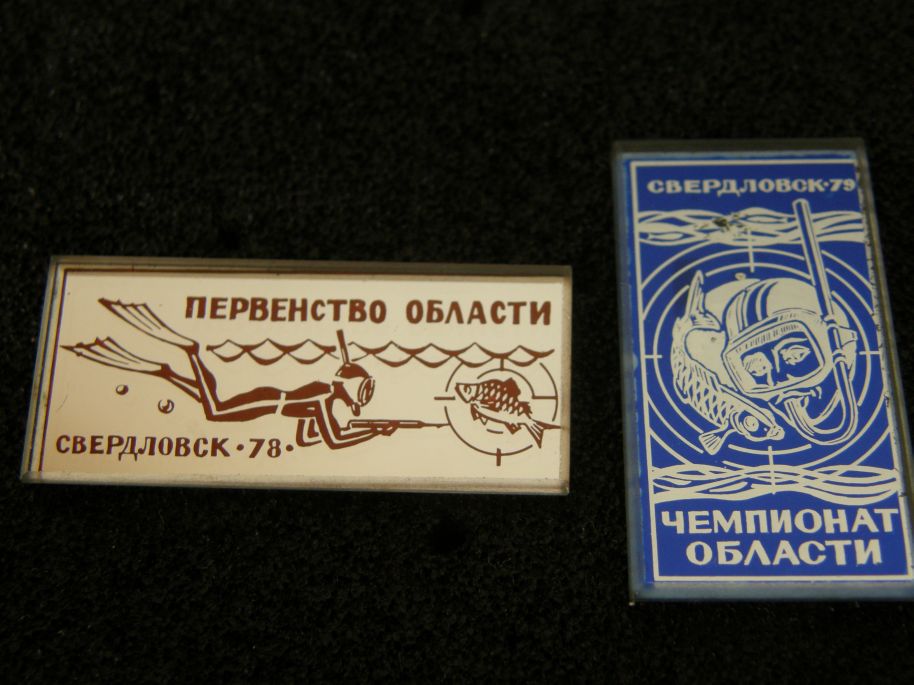 ПЕРВЕНСТВО ОБЛАСТИ
СВЕРДЛОВСК · 78 ·
СВЕРДЛОВСК · 79
ЧЕМПИОНАТ
ОБЛАСТИ